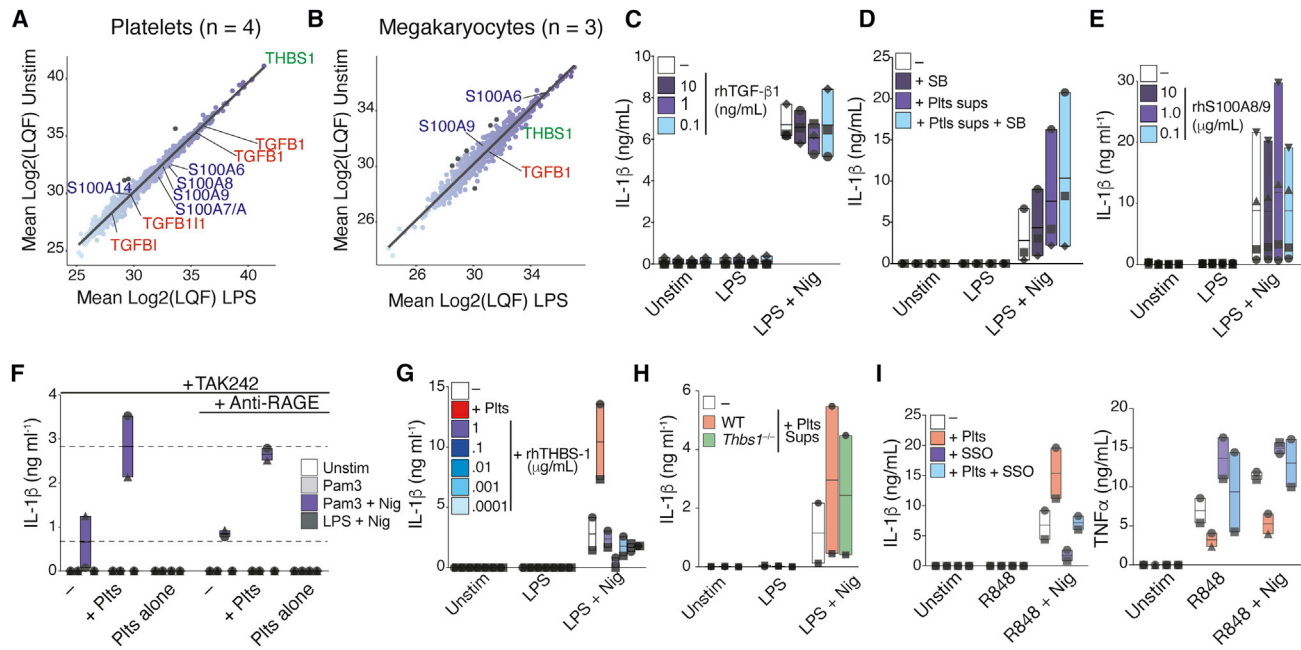 A
Platelets (n = 4)
Mean Log2(LQF) Unstim
40
35
30
25
25
30
35
40
Mean Log2(LQF) LPS
THBS1
TGFB1
TGFB1
S100A6
S100A8
S100A9
S100A7/A
S100A14
TGFB1I1
TGFBI
B
Megakaryocytes (n = 3)
Mean Log2(LQF) Unstim
34
30
26
26
30
34
Mean Log2(LQF) LPS
S100A6
S100A9
THBS1
TGFB1
C
IL-1β (ng/mL)
10
8
6
4
2
0
–
10
1
0.1
rhTGF-β1
(ng/mL)
Unstim
LPS
LPS + Nig
D
IL-1β (ng/mL)
25
20
15
10
5
0
–
+ SB
+ Plts sups
+ Ptls sups + SB
Unstim
LPS
LPS + Nig
E
IL-1β (ng ml-1)
30
20
10
0
–
10
1.0
0.1
rhS100A8/9
(μg/mL)
Unstim
LPS
LPS + Nig
F
+TAK242
+ Anti-RAGE
IL-1β (ng ml-1)
4
3
2
1
0
Unstim
Pam3
Pam3 + Nig
LPS + Nig
–
+ Plts
Plts alone
–
+ Plts
Plts alone
G
IL-1β (ng/mL)
15
10
5
0
–
+ Plts
1
.1
.01
.001
.0001
+ rhTHBS-1
(μg/mL)
Unstim
LPS
LPS + Nig
H
IL-1β (ng/mL)
6
4
2
0
–
WT
Thbs1–/–
+ Plts
Sups
Unstim
LPS
LPS + Nig
I
IL-1β (ng/mL)
25
20
15
10
5
0
–
+ Plts
+ SSO
+ Plts + SSO
Unstim
R848
R848 + Nig
TNFα (ng/mL)
20
15
10
5
0
Unstim
R848
R848 + Nig